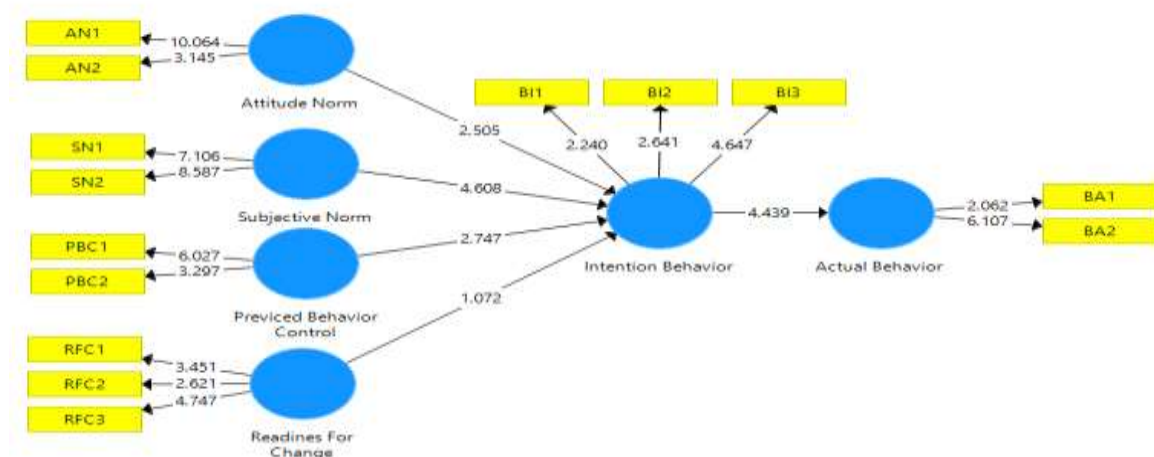 AN1
10.064
AN2
3.145
Attitude Norm
SN1
7.106
SN2
8.587
Subjective Norm
PBC1
6.027
PBC2
3.297
Previced Behavior
Control
RFC1
3.451
RFC2
2.621
RFC3
4.747
Readines For
Change
2.505
4.608
2.747
1.072
BI1
BI2
BI3
2.240
2.641
4.647
Intention Behavior
4.439
Actual Behavior
2.062
BA1
6.107
BA2